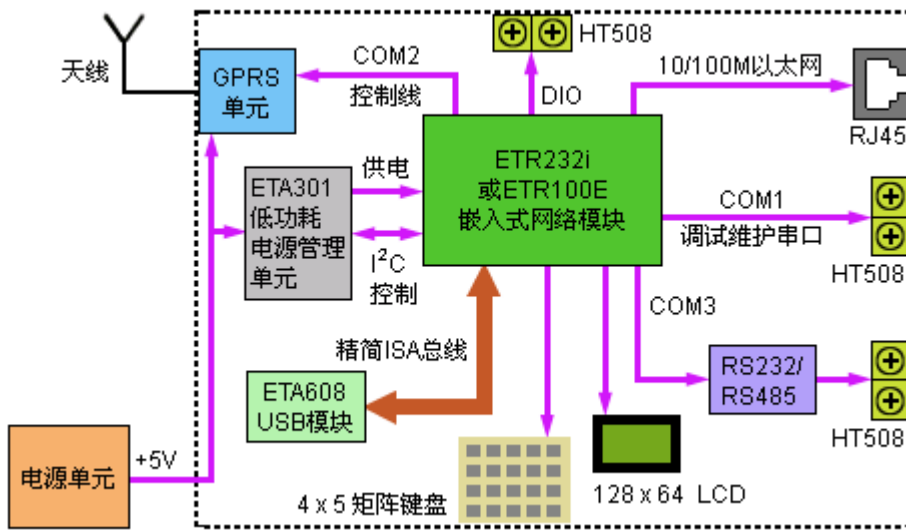 天线
GPRS
单元
COM2
控制线
HT508
DIO
10/100M以太网
RJ45
ETR232i
或ETR100E
嵌入式网络模块
供电
ETA301
低功耗
电源管理
单元
I²C
控制
COM1
调试维护串口
HT508
COM3
精简ISA总线
RS232/
RS485
HT508
ETA608
USB模块
电源单元
+5V
4 x 5 矩阵键盘
128 x 64 LCD